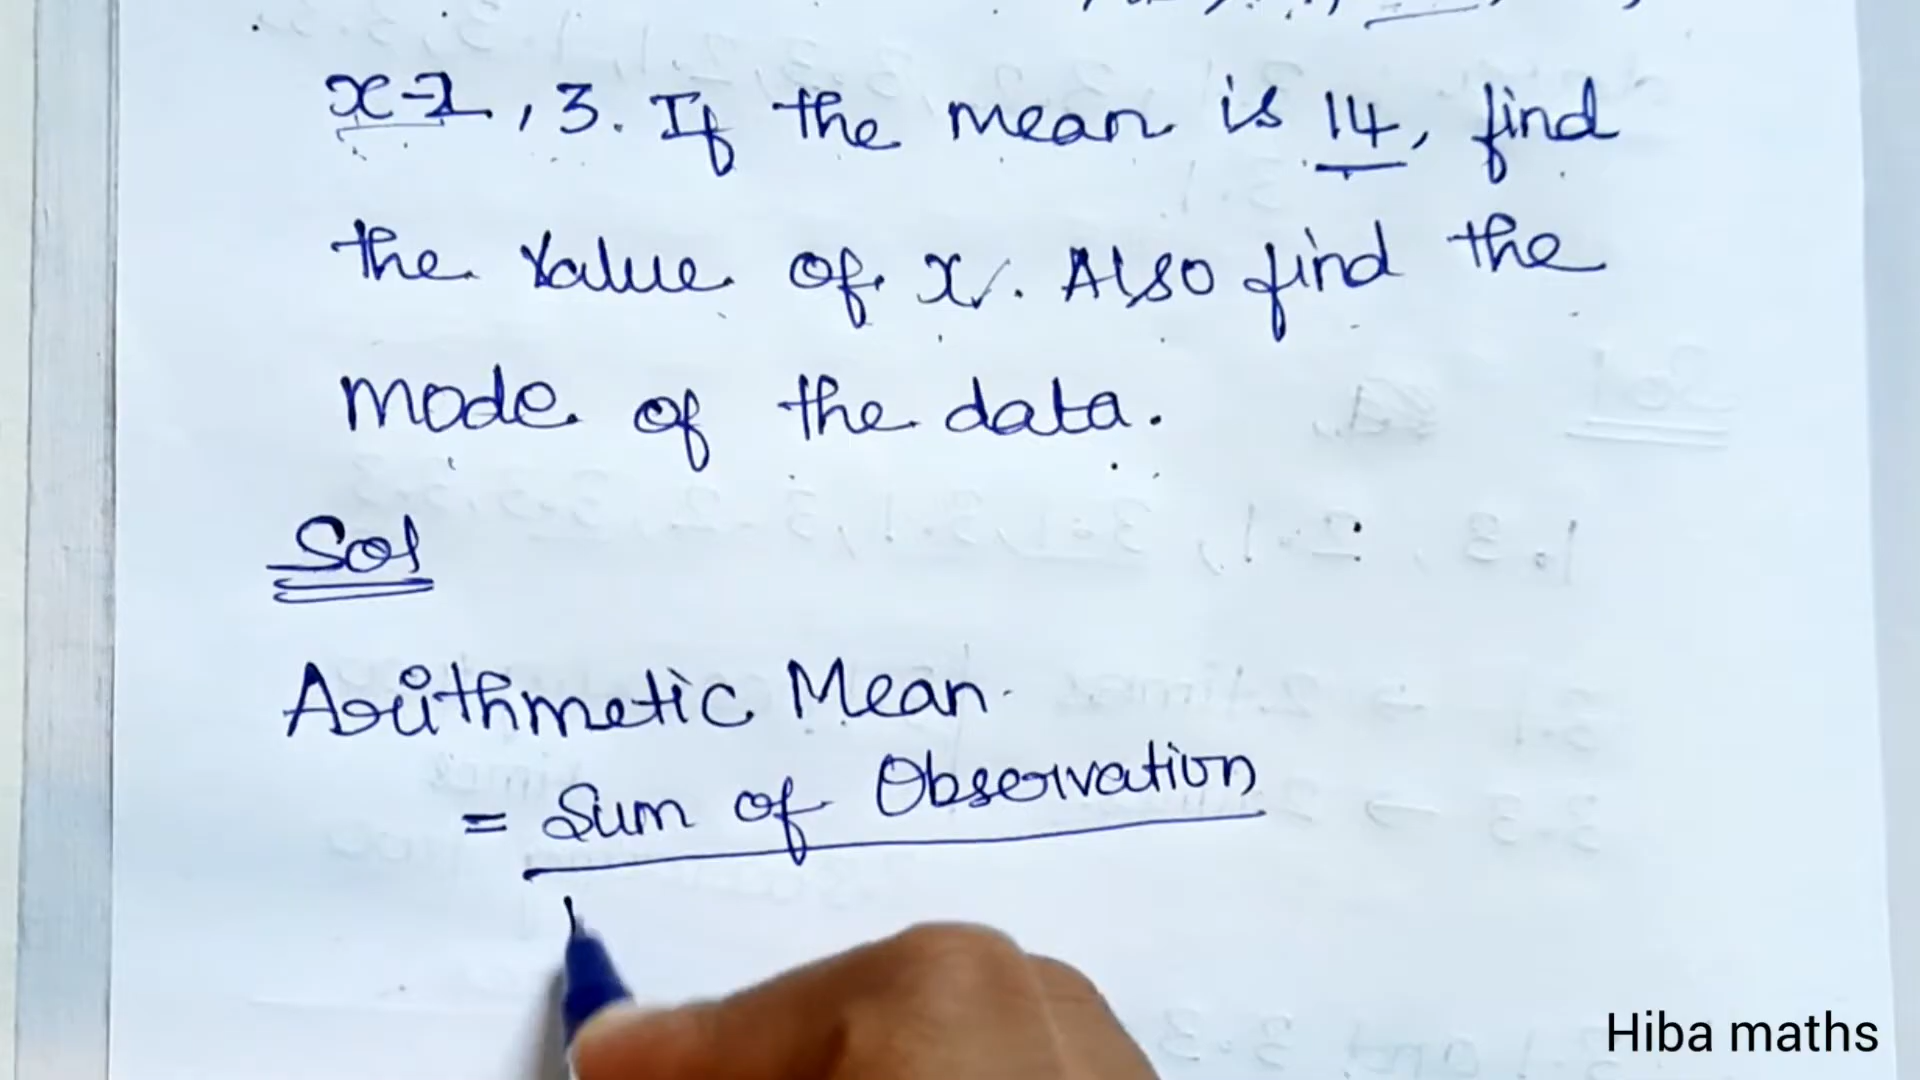 x-2, 3. If the mean is 14, find
the value of x. Also find the
mode of the data.
Sol
Arithmetic Mean
= Sum of Observation
Hiba maths